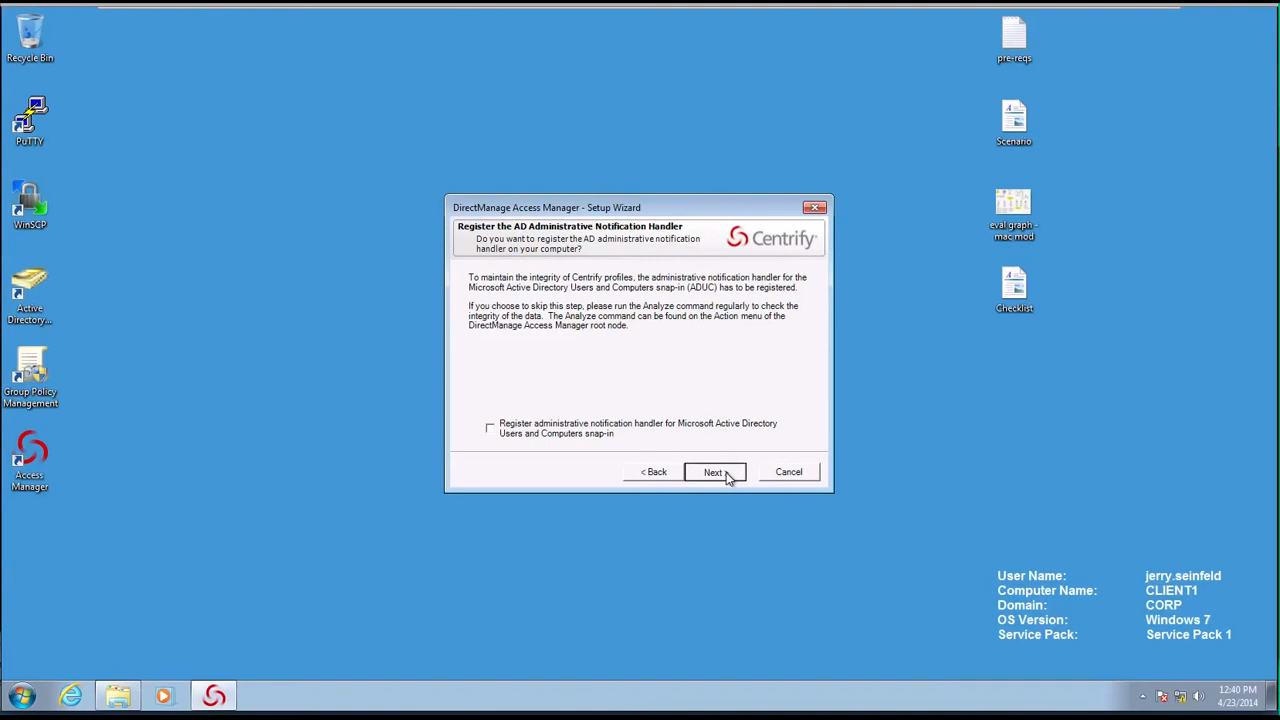 Recycle Bin
PuTTY
WinSCP
Active
Directory...
Group Policy
Management
Access
Manager
pre-reqs
Scenario
eval graph -
mac mod
Checklist
DirectManage Access Manager - Setup Wizard
Register the AD Administrative Notification Handler
Do you want to register the AD administrative notification
handler on your computer?
Centrify
To maintain the integrity of Centrify profiles, the administrative notification handler for the
Microsoft Active Directory Users and Computers snap-in (ADUC) has to be registered.
If you choose to skip this step, please run the Analyze command regularly to check the
integrity of the data. The Analyze command can be found on the Action menu of the
DirectManage Access Manager root node.
Register administrative notification handler for Microsoft Active Directory
Users and Computers snap-in
< Back
Next >
Cancel
User Name: jerry.seinfeld
Computer Name: CLIENT1
Domain: CORP
OS Version: Windows 7
Service Pack: Service Pack 1
12:40 PM
4/23/2014